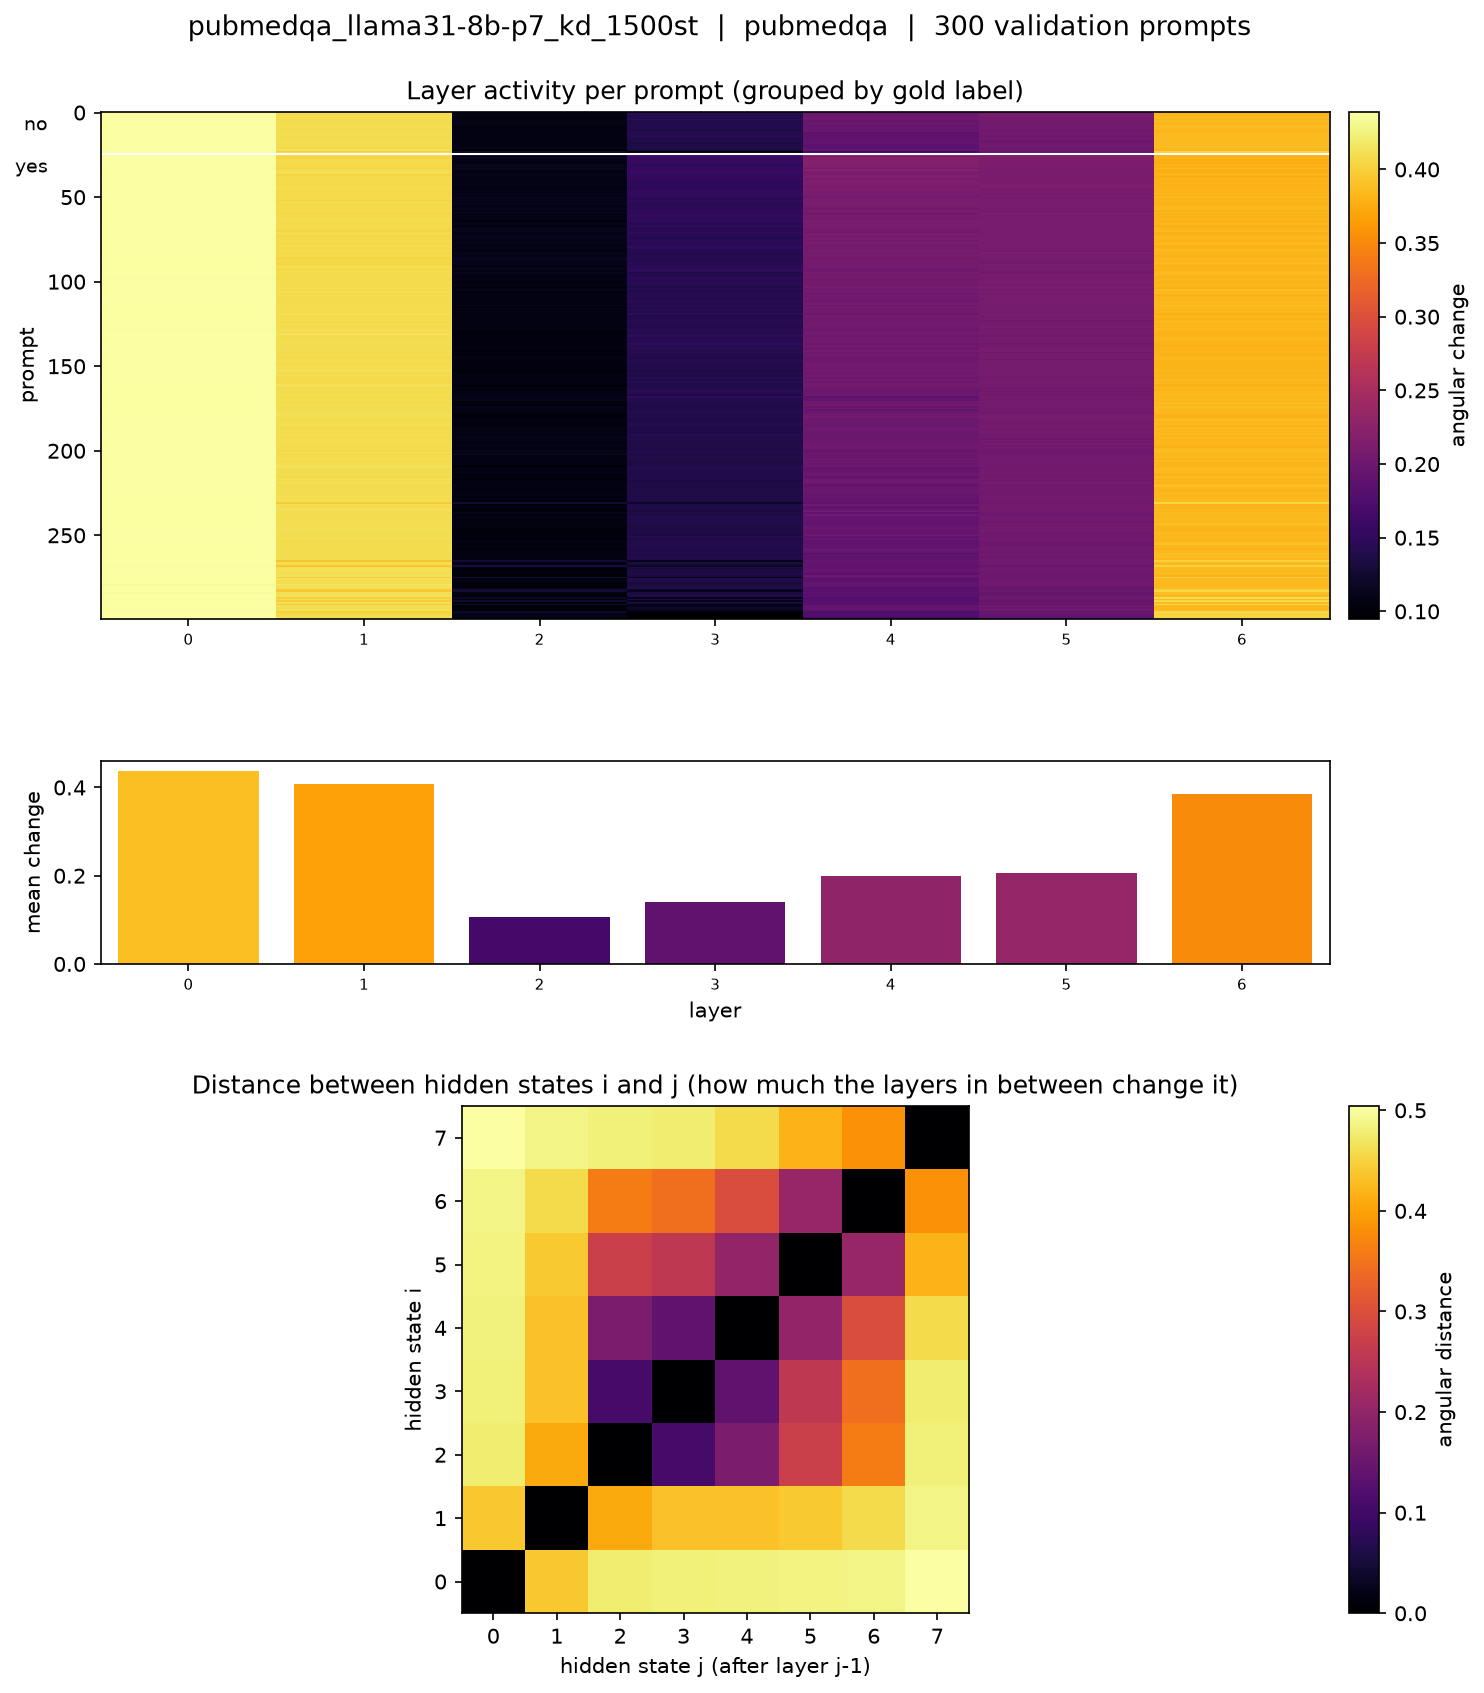 pubmedqa_llama31-8b-p7_kd_1500st | pubmedqa | 300 validation prompts
Layer activity per prompt (grouped by gold label)
no
yes
prompt
0
50
100
150
200
250
0 1 2 3 4 5 6
0.40
0.35
0.30
0.25
0.20
0.15
0.10
angular change
mean change
0.4
0.2
0.0
0 1 2 3 4 5 6
layer
Distance between hidden states i and j (how much the layers in between change it)
hidden state i
7
6
5
4
3
2
1
0
0 1 2 3 4 5 6 7
hidden state j (after layer j-1)
0.5
0.4
0.3
0.2
0.1
0.0
angular distance